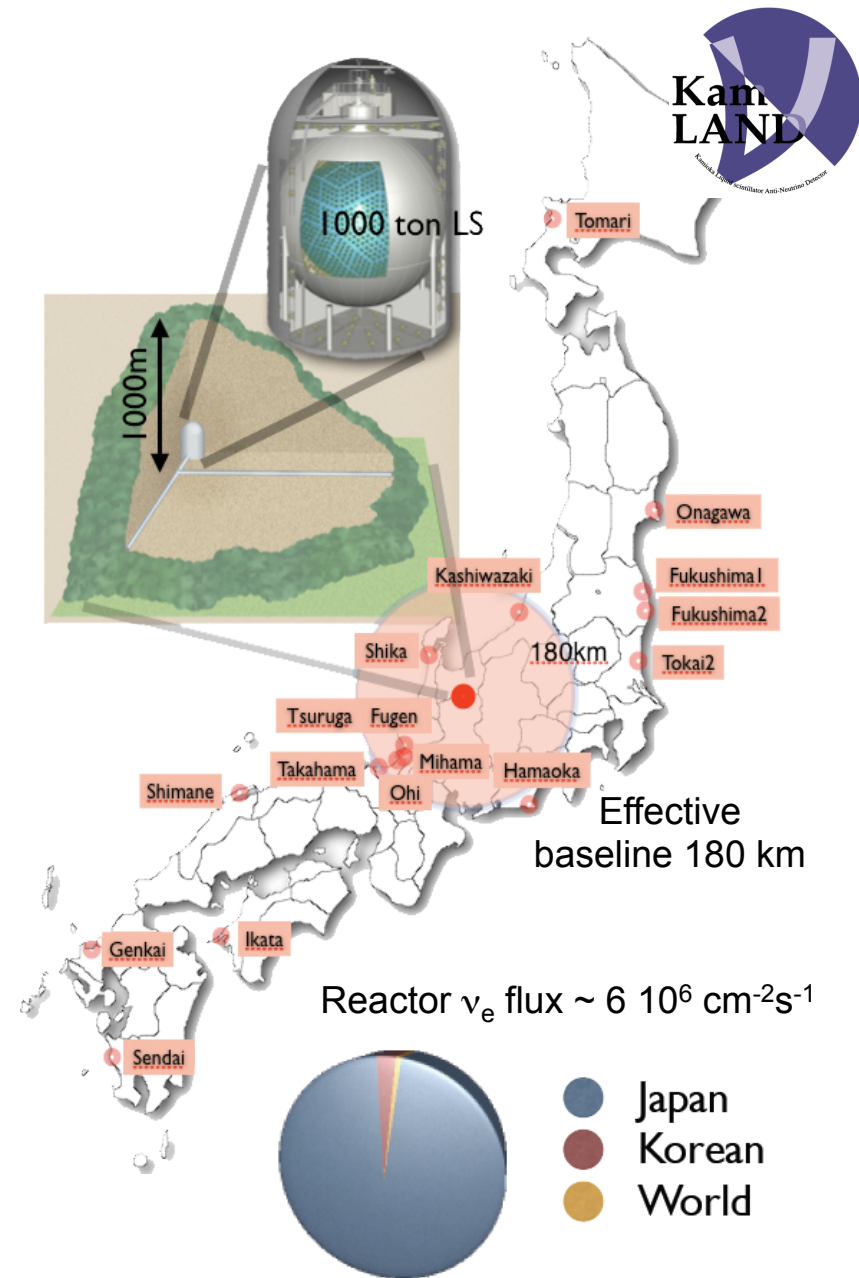 Kam
LAND
Kamioka Liquid scintillator Anti-Neutrino Detector
1000 ton LS
Tomari
1000m
Onagawa
Kashiwazaki
Fukushima1
Fukushima2
Shika
180km
Tokai2
Tsuruga Fugen
Takahama
Mihama
Hamaoka
Shimane
Ohi
Effective
baseline 180 km
Genkai
Ikata
Reactor νe flux ~ 6 10⁶ cm⁻²s⁻¹
Sendai
Japan
Korean
World